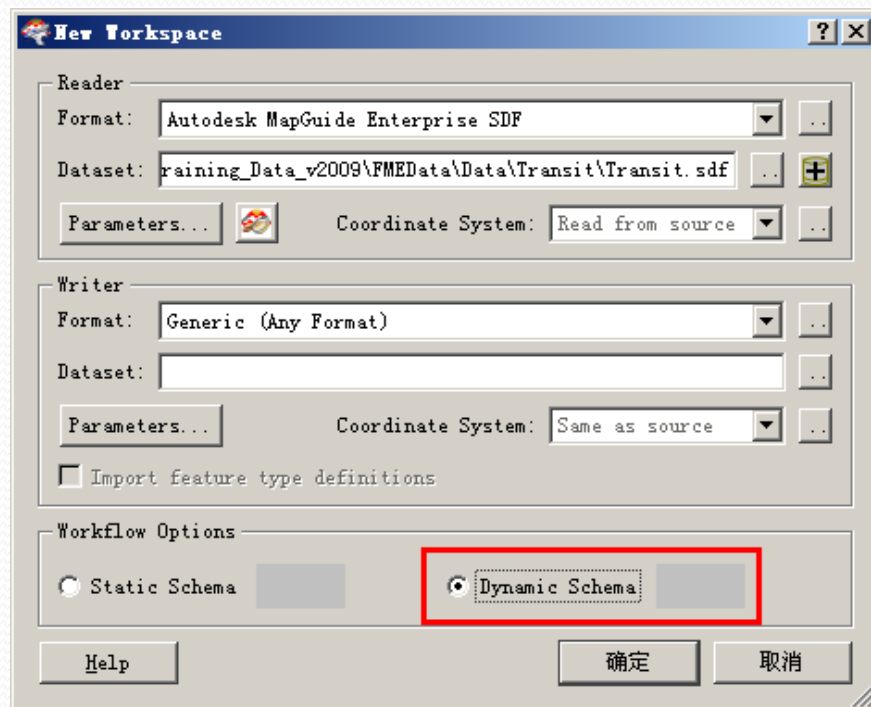 New Workspace
Reader
Format: Autodesk MapGuide Enterprise SDF ..
Dataset: raining_Data_v2009\FMEData\Data\Transit\Transit.sdf ..
Parameters... Coordinate System: Read from source ..
Writer
Format: Generic (Any Format) ..
Dataset: ..
Parameters... Coordinate System: Same as source ..
Import feature type definitions
Workflow Options
Static Schema Dynamic Schema
Help 确定 取消